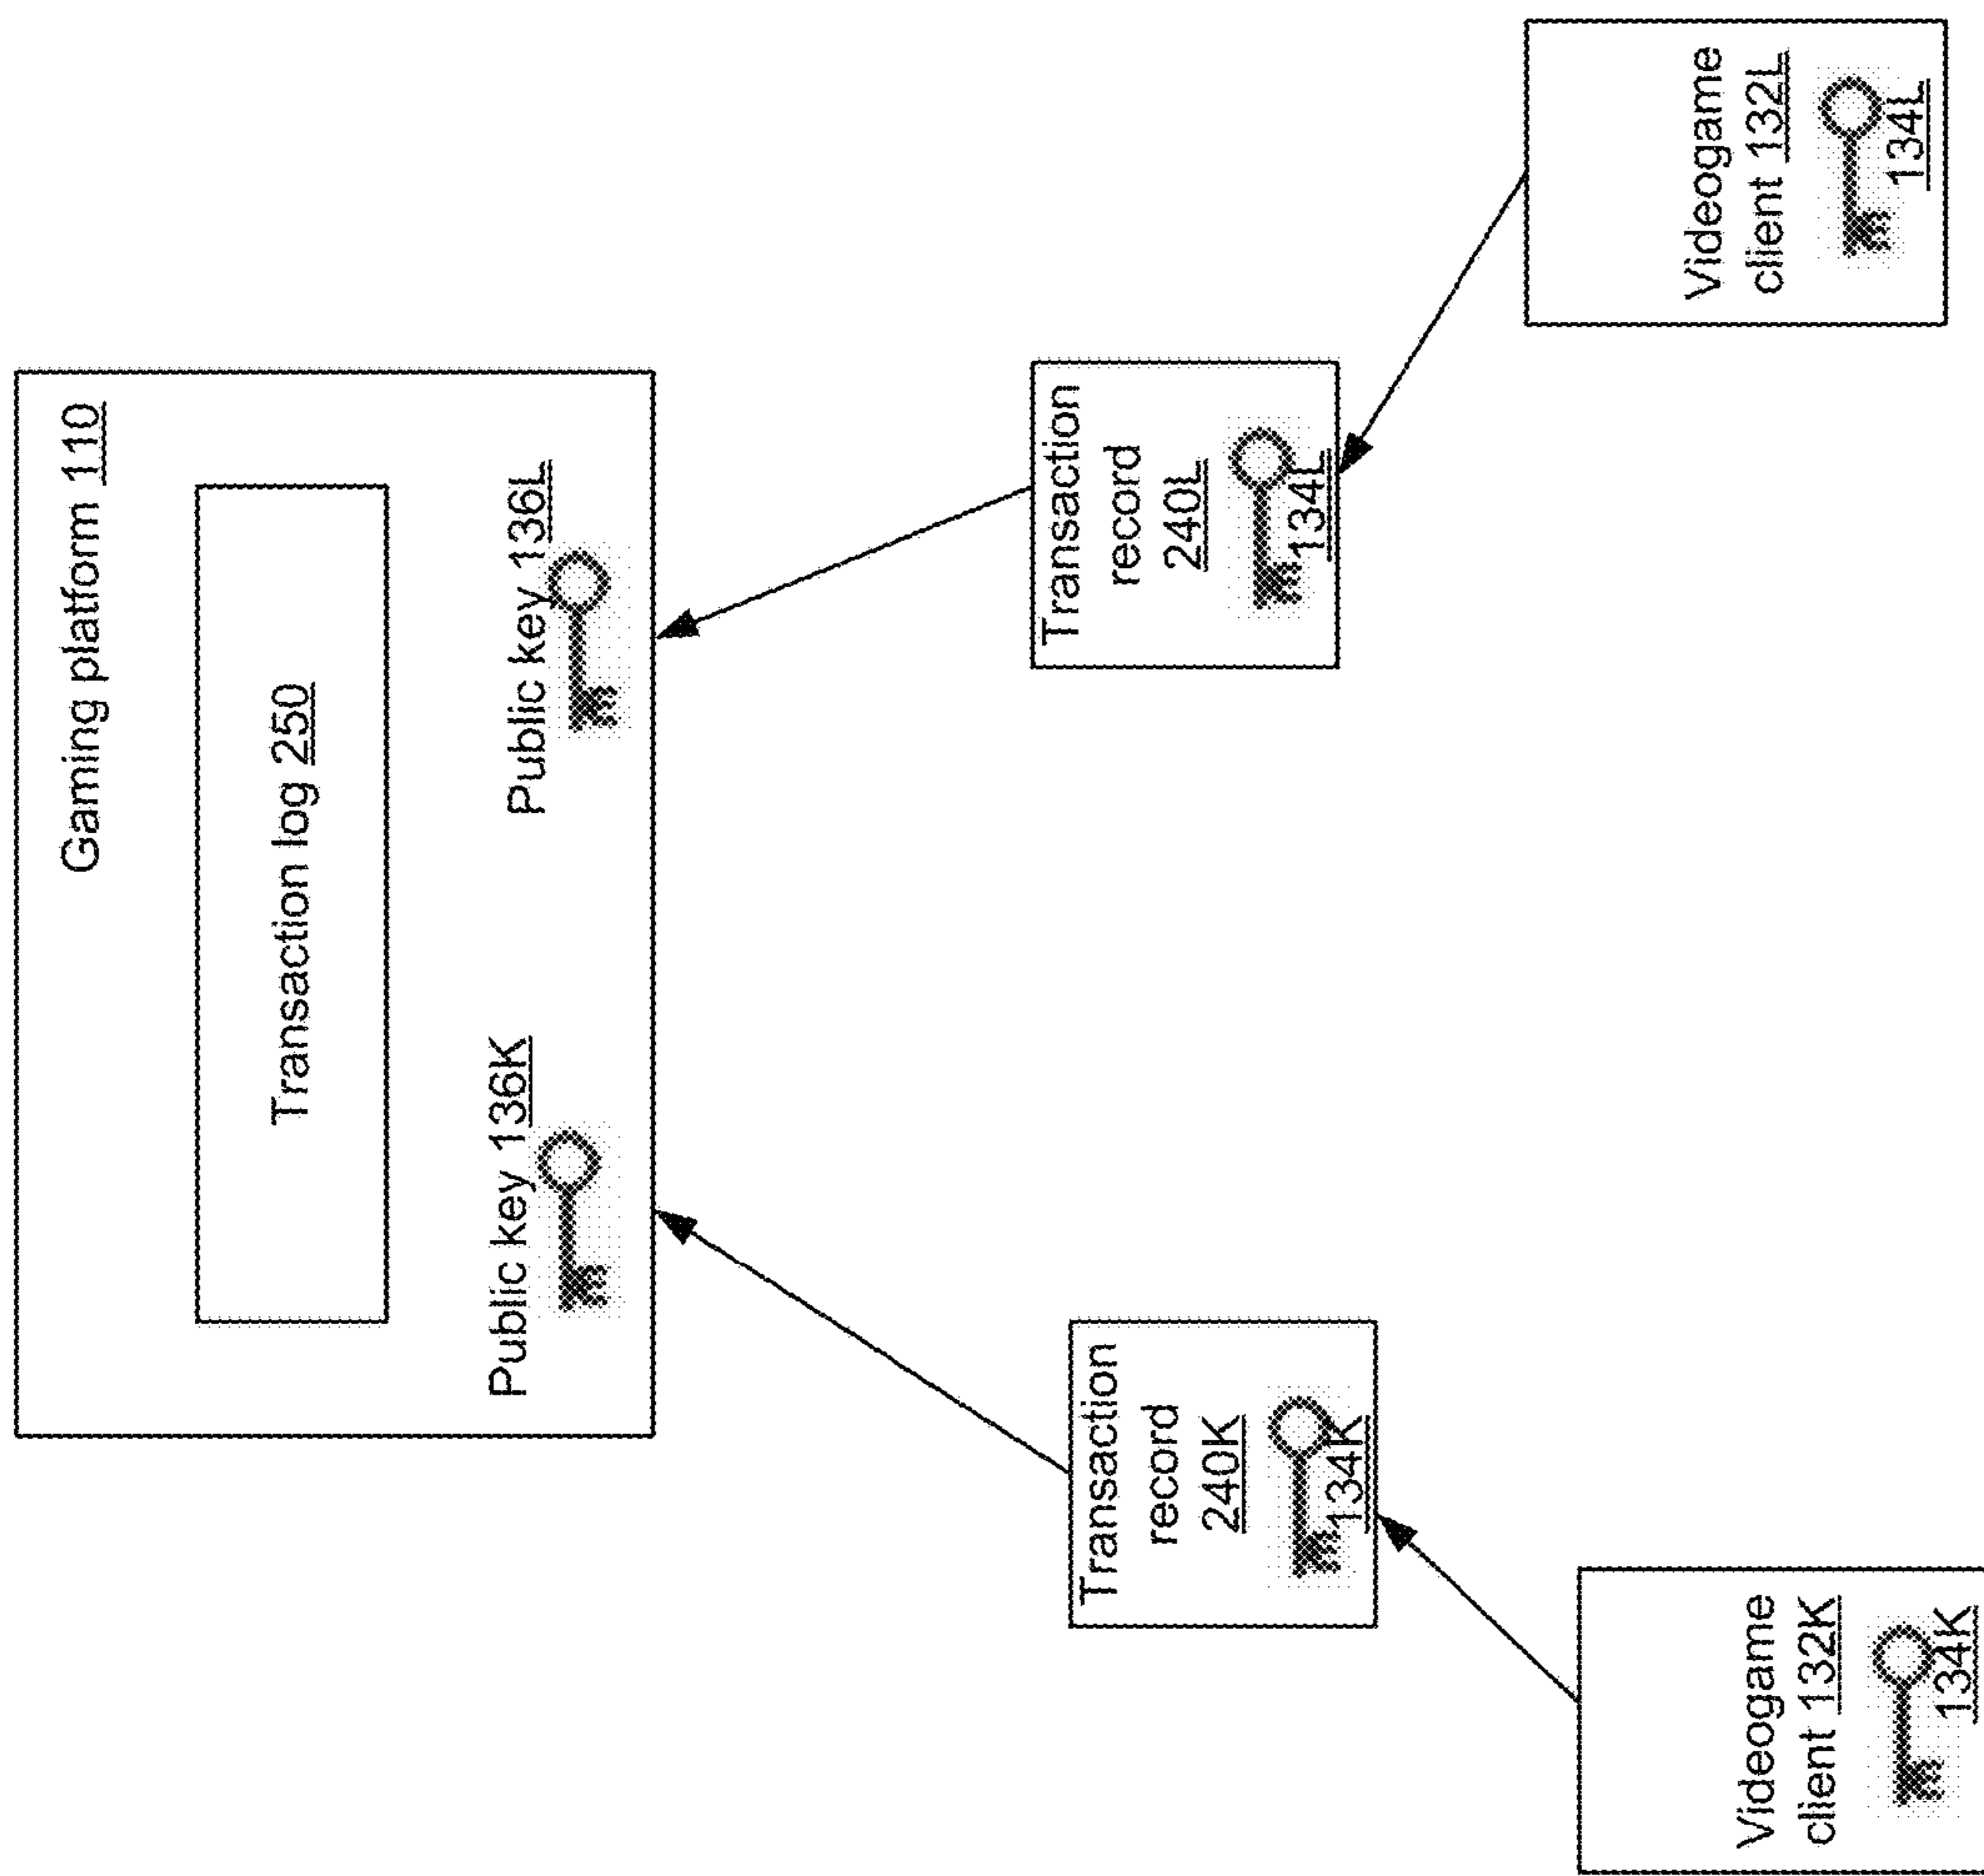 Gaming platform 110
Transaction log 250
Public key 136K
Public key 136L
Transaction
record
240K
134K
Transaction
record
240L
134L
Videogame
client 132K
134K
Videogame
client 132L
134L